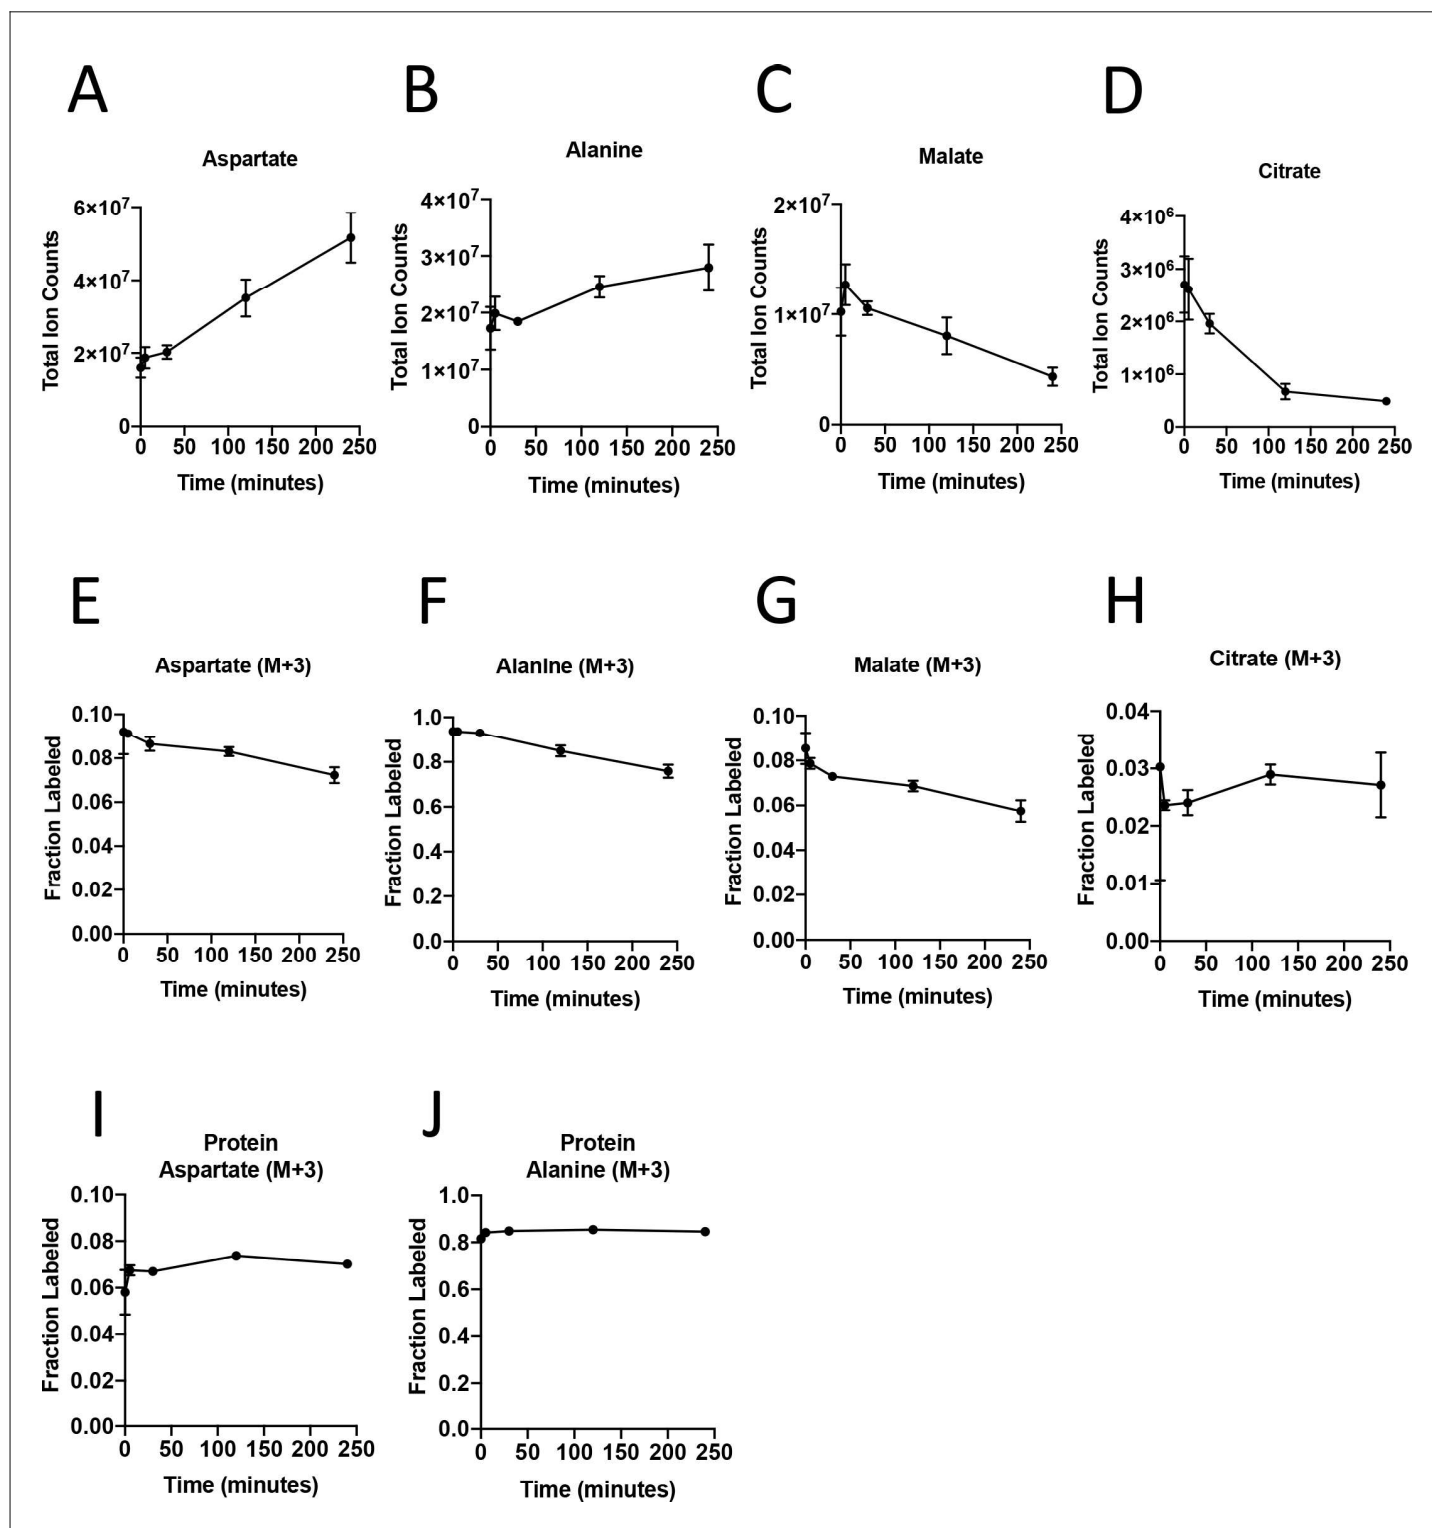 A
B
C
D
Aspartate
Alanine
Malate
Citrate
Total Ion Counts
6×10⁷
4×10⁷
2×10⁷
0
0 50 100 150 200 250
Time (minutes)
Total Ion Counts
4×10⁷
3×10⁷
2×10⁷
1×10⁷
0
0 50 100 150 200 250
Time (minutes)
Total Ion Counts
2×10⁷
1×10⁷
0
0 50 100 150 200 250
Time (minutes)
Total Ion Counts
4×10⁶
3×10⁶
2×10⁶
1×10⁶
0
0 50 100 150 200 250
Time (minutes)
E
F
G
H
Aspartate (M+3)
Alanine (M+3)
Malate (M+3)
Citrate (M+3)
Fraction Labeled
0.10
0.08
0.06
0.04
0.02
0.00
0 50 100 150 200 250
Time (minutes)
Fraction Labeled
1.0
0.8
0.6
0.4
0.2
0.0
0 50 100 150 200 250
Time (minutes)
Fraction Labeled
0.10
0.08
0.06
0.04
0.02
0.00
0 50 100 150 200 250
Time (minutes)
Fraction Labeled
0.04
0.03
0.02
0.01
0.00
0 50 100 150 200 250
Time (minutes)
I
J
Protein
Aspartate (M+3)
Fraction Labeled
0.10
0.08
0.06
0.04
0.02
0.00
0 50 100 150 200 250
Time (minutes)
Protein
Alanine (M+3)
Fraction Labeled
1.0
0.8
0.6
0.4
0.2
0.0
0 50 100 150 200 250
Time (minutes)